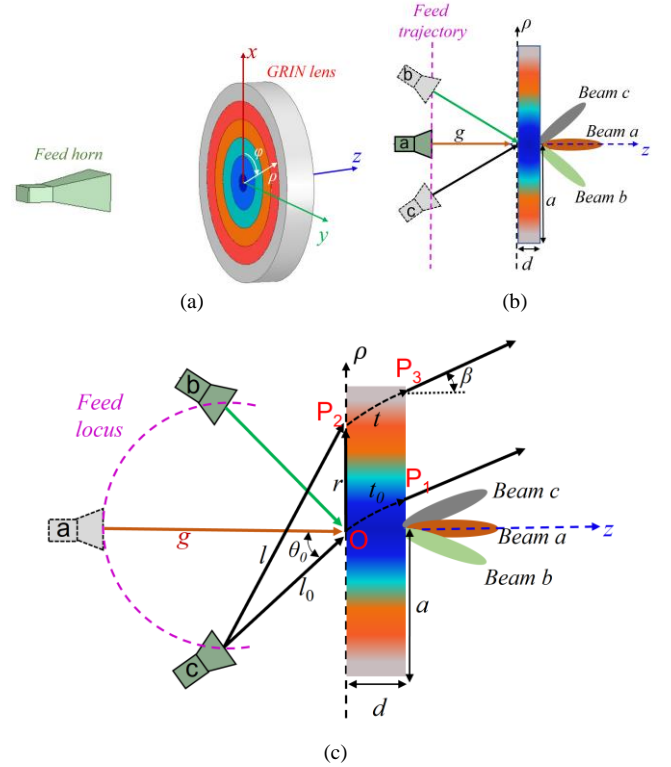 x
GRIN lens
Feed horn
φ
ρ
z
y
(a)
Feed
trajectory
ρ
b
a
g
c
Beam c
Beam a
z
Beam b
a
d
(b)
ρ
P3
β
b
P2
t
Feed
locus
r
P1
t0
Beam c
a
g
O
Beam a
z
θ0
l
l0
Beam b
a
c
d
(c)